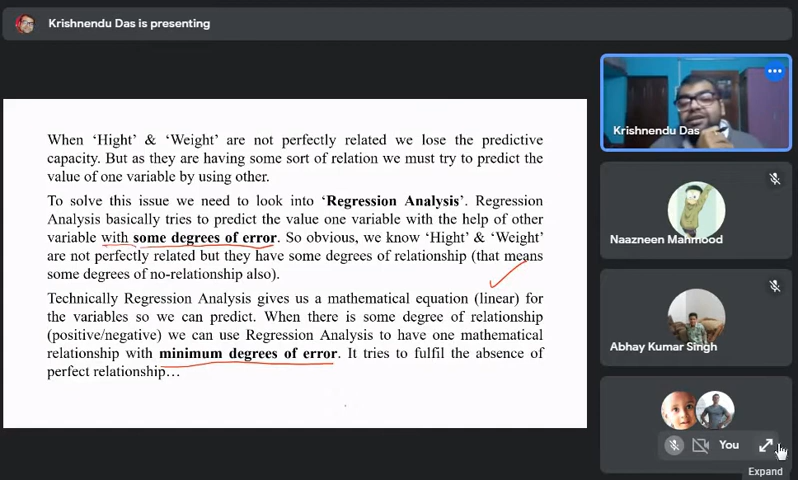 Krishnendu Das is presenting
When ‘Hight’ & ‘Weight’ are not perfectly related we lose the predictive
capacity. But as they are having some sort of relation we must try to predict the
value of one variable by using other.
To solve this issue we need to look into ‘Regression Analysis’. Regression
Analysis basically tries to predict the value one variable with the help of other
variable with some degrees of error. So obvious, we know ‘Hight’ & ‘Weight’
are not perfectly related but they have some degrees of relationship (that means
some degrees of no-relationship also).
Technically Regression Analysis gives us a mathematical equation (linear) for
the variables so we can predict. When there is some degree of relationship
(positive/negative) we can use Regression Analysis to have one mathematical
relationship with minimum degrees of error. It tries to fulfil the absence of
perfect relationship…
Krishnendu Das
Naazneen Mahmood
Abhay Kumar Singh
You
Expand